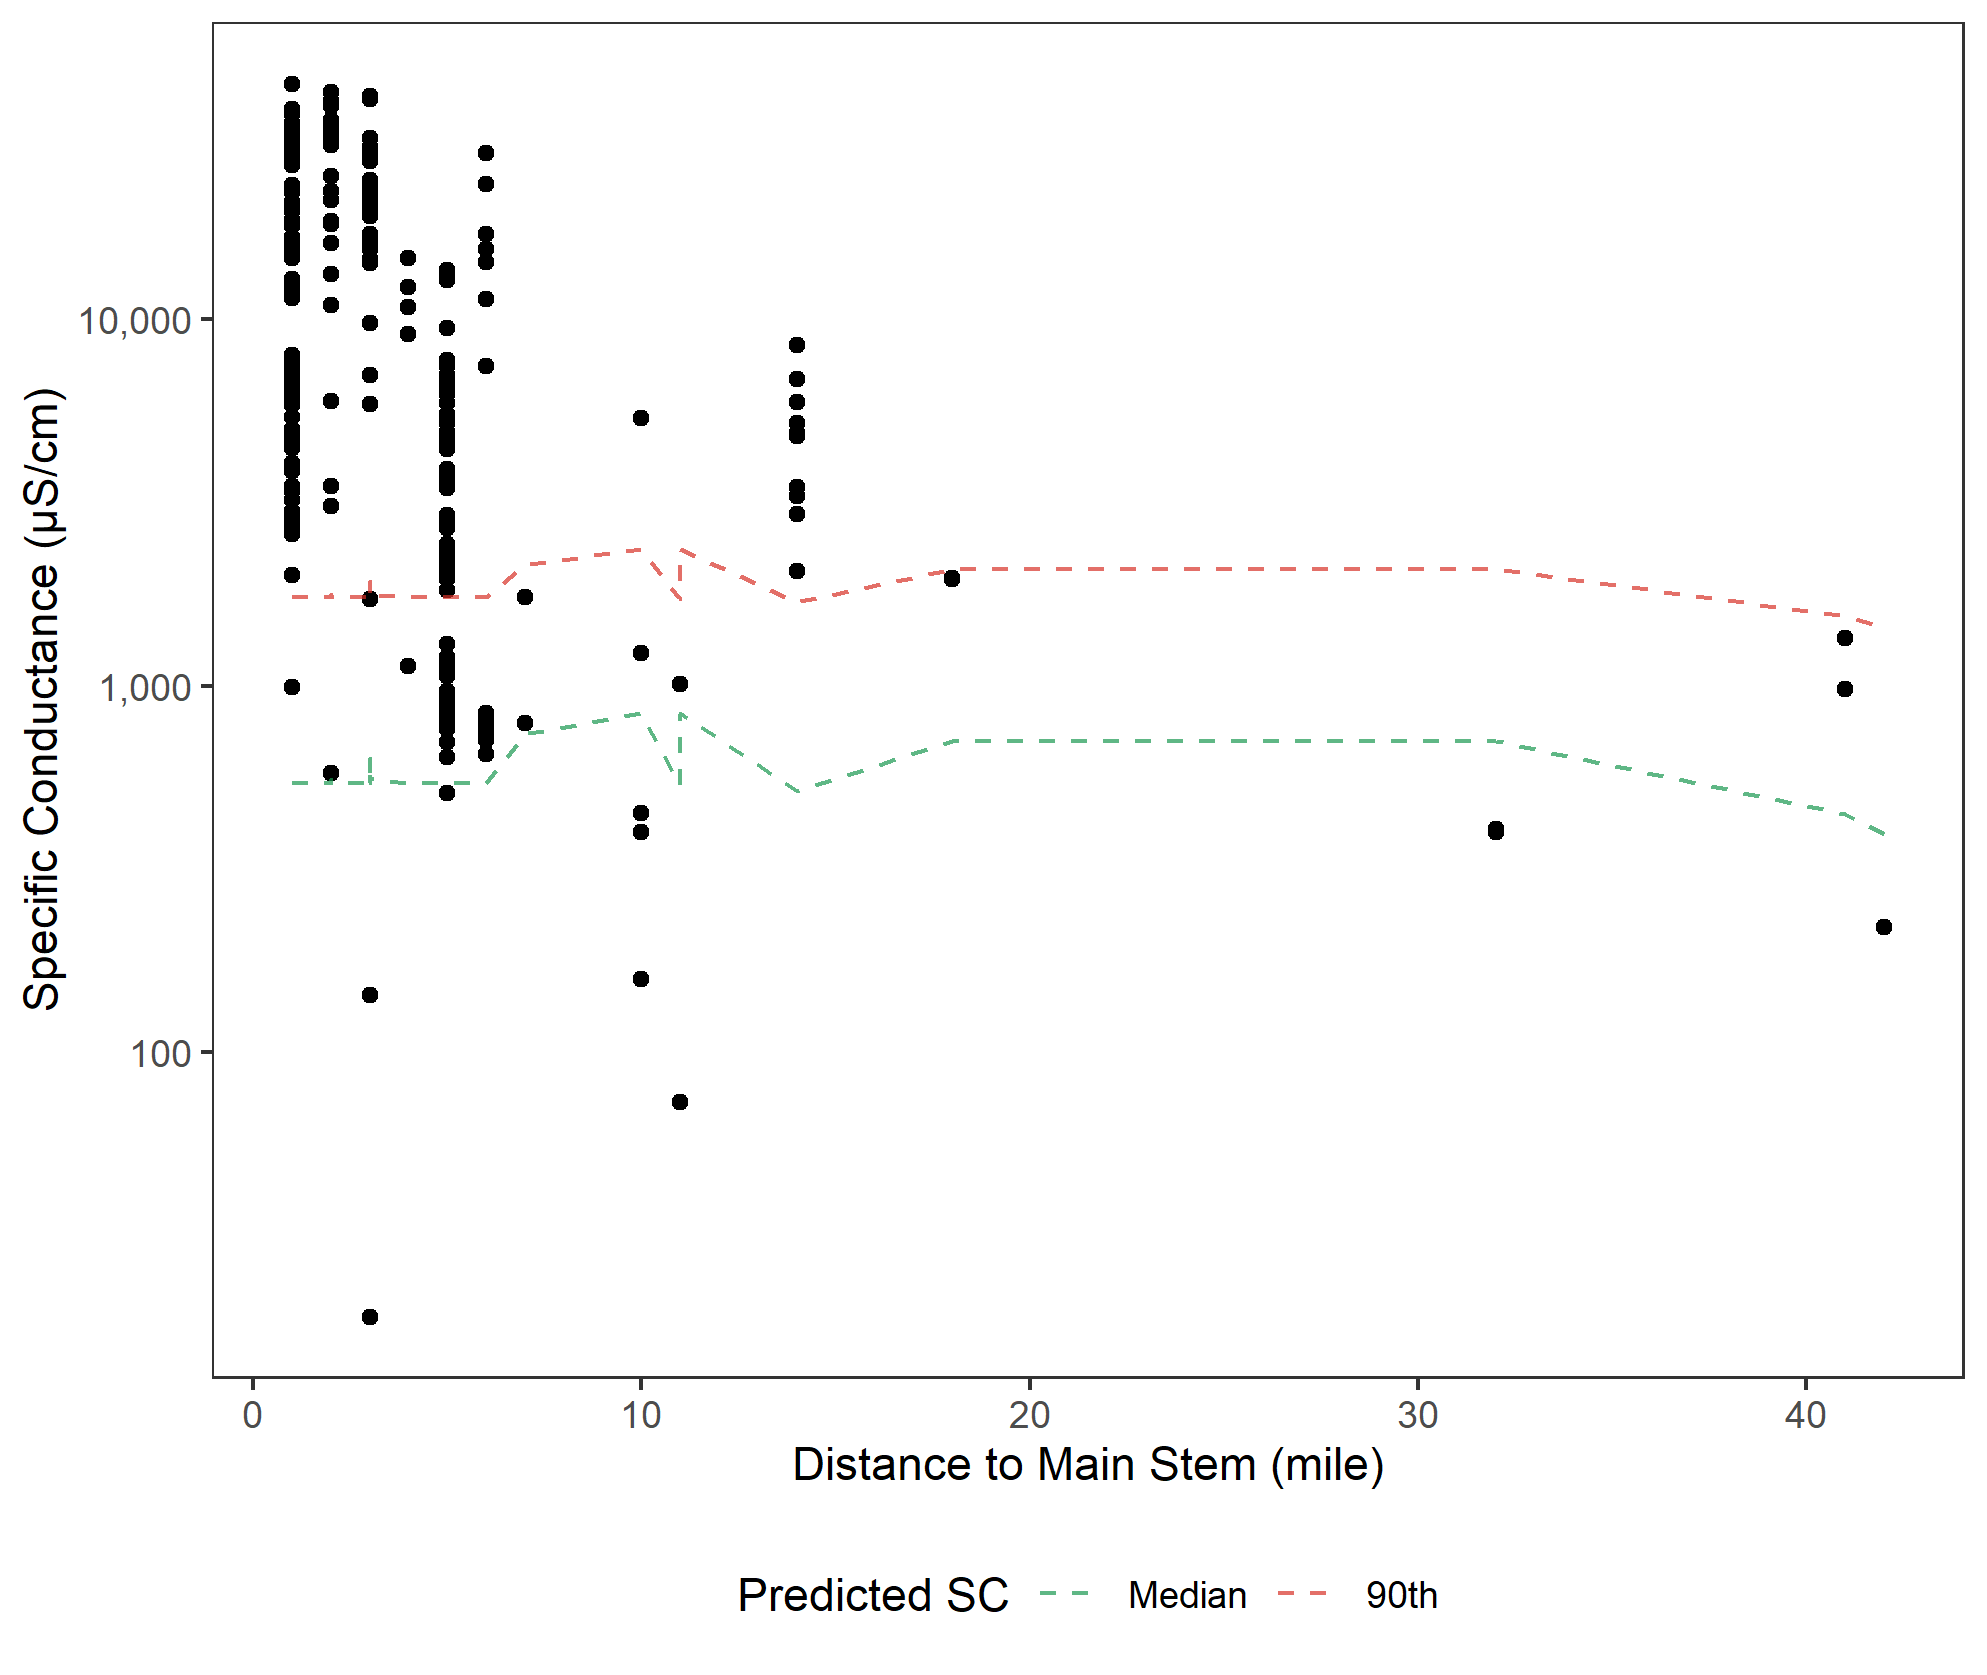 Specific Conductance (µS/cm)
10,000
1,000
100
0 10 20 30 40
Distance to Main Stem (mile)
Predicted SC Median 90th